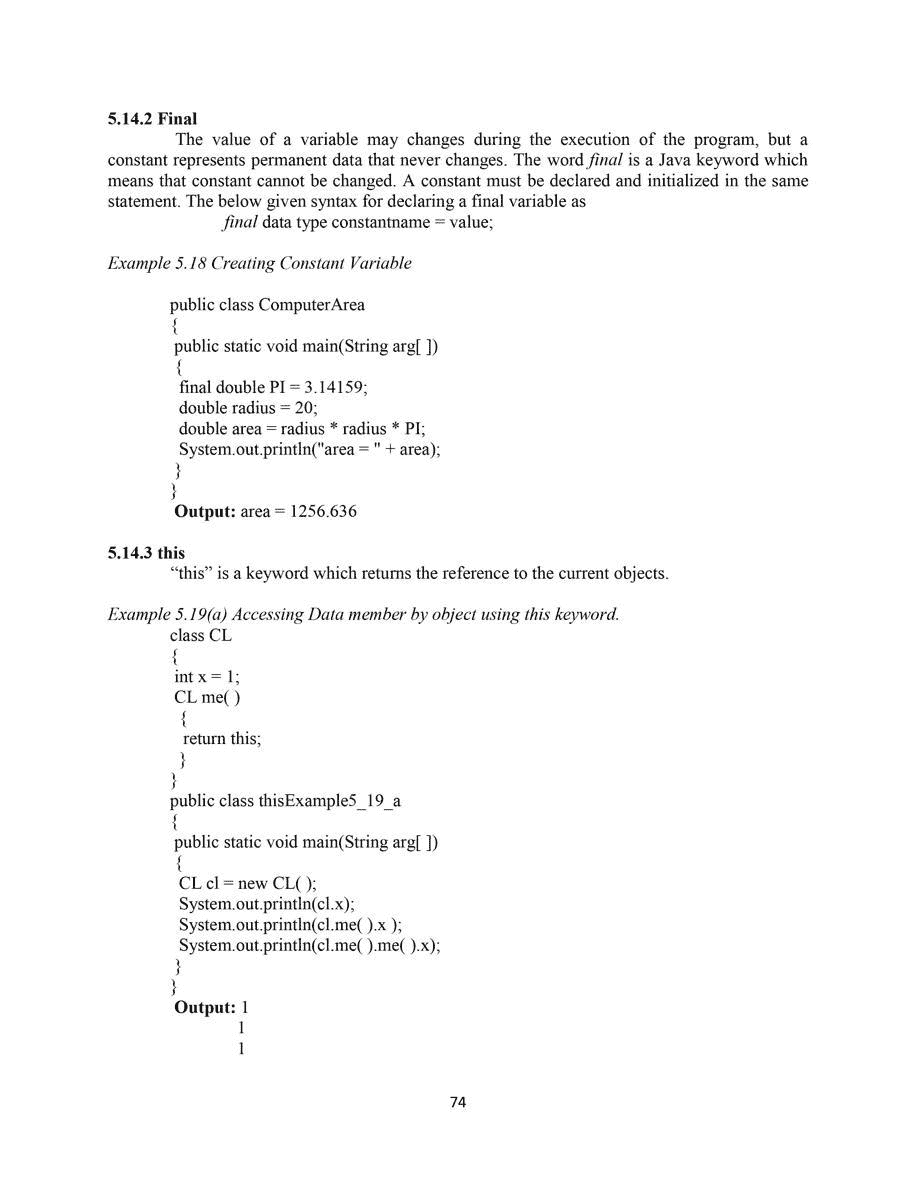 5.14.2 Final
The value of a variable may changes during the execution of the program, but a
constant represents permanent data that never changes. The word final is a Java keyword which
means that constant cannot be changed. A constant must be declared and initialized in the same
statement. The below given syntax for declaring a final variable as
final data type constantname = value;
Example 5.18 Creating Constant Variable
public class ComputerArea
{
public static void main(String arg[ ])
{
final double PI = 3.14159;
double radius = 20;
double area = radius * radius * PI;
System.out.println("area = " + area);
}
}
Output: area = 1256.636
5.14.3 this
“this” is a keyword which returns the reference to the current objects.
Example 5.19(a) Accessing Data member by object using this keyword.
class CL
{
int x = 1;
CL me( )
{
return this;
}
}
public class thisExample5_19_a
{
public static void main(String arg[ ])
{
CL cl = new CL( );
System.out.println(cl.x);
System.out.println(cl.me( ).x );
System.out.println(cl.me( ).me( ).x);
}
}
Output: 1
1
1
74